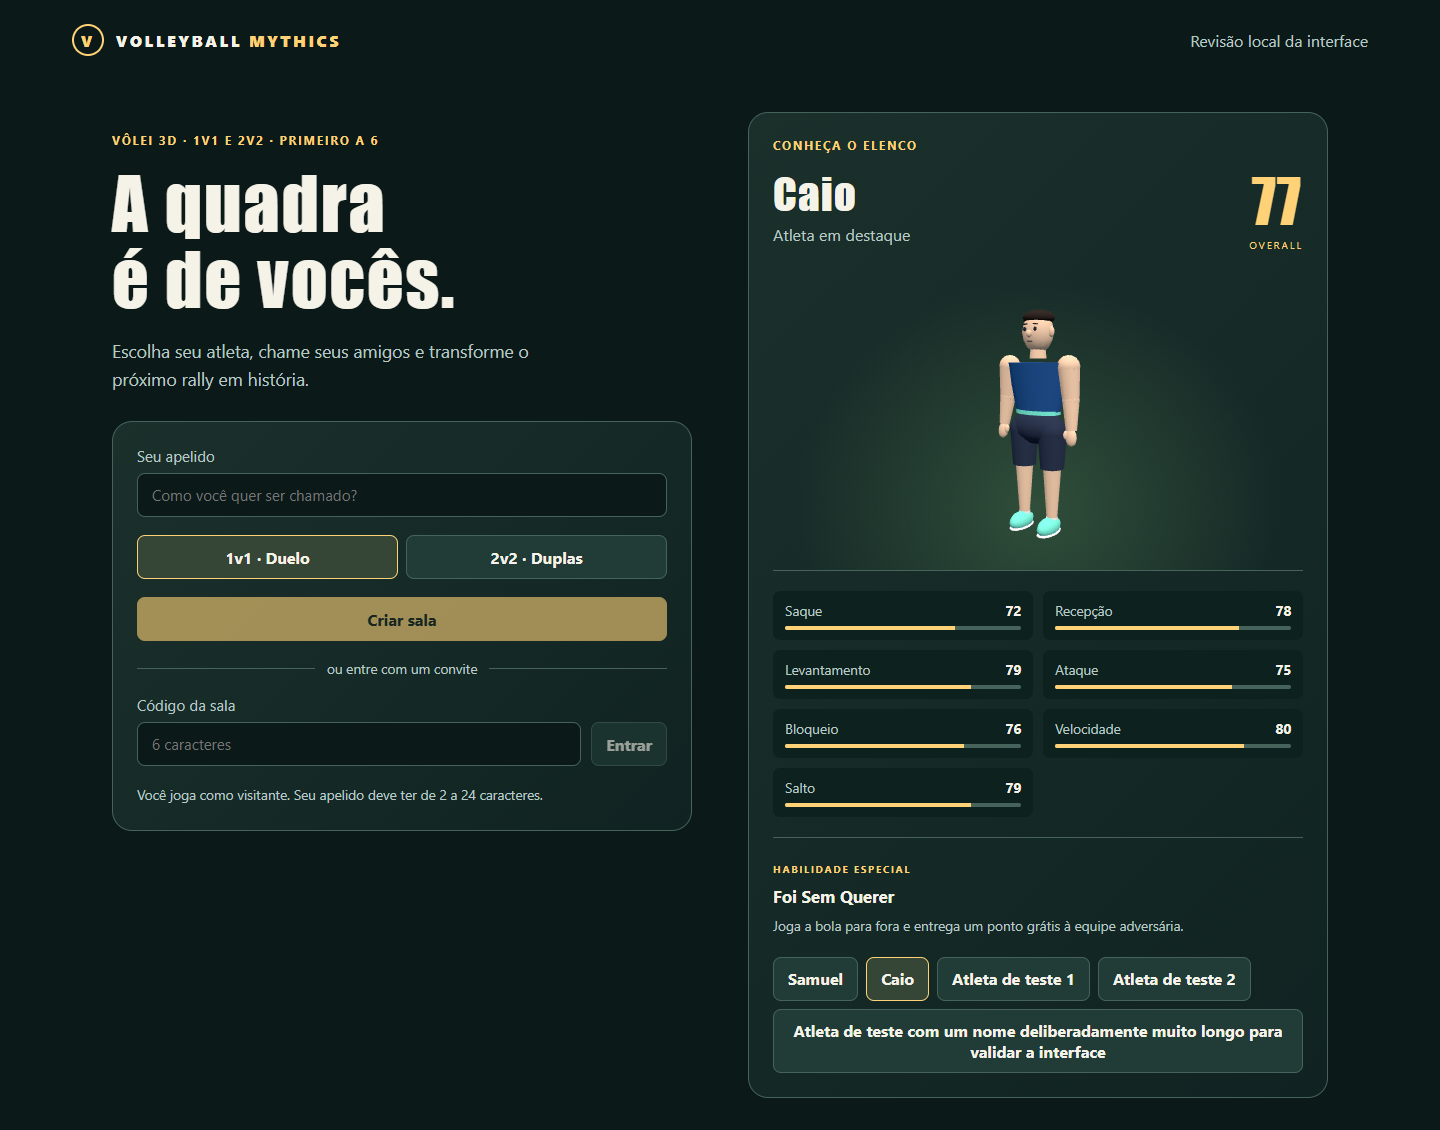 V VOLLEYBALL MYTHICS
Revisão local da interface
VÔLEI 3D · 1V1 E 2V2 · PRIMEIRO A 6
A quadra
é de vocês.
Escolha seu atleta, chame seus amigos e transforme o
próximo rally em história.
Seu apelido
Como você quer ser chamado?
1v1 · Duelo
2v2 · Duplas
Criar sala
ou entre com um convite
Código da sala
6 caracteres
Entrar
Você joga como visitante. Seu apelido deve ter de 2 a 24 caracteres.
CONHEÇA O ELENCO
Caio
Atleta em destaque
77
OVERALL
Saque 72
Recepção 78
Levantamento 79
Ataque 75
Bloqueio 76
Velocidade 80
Salto 79
HABILIDADE ESPECIAL
Foi Sem Querer
Joga a bola para fora e entrega um ponto grátis à equipe adversária.
Samuel
Caio
Atleta de teste 1
Atleta de teste 2
Atleta de teste com um nome deliberadamente muito longo para
validar a interface